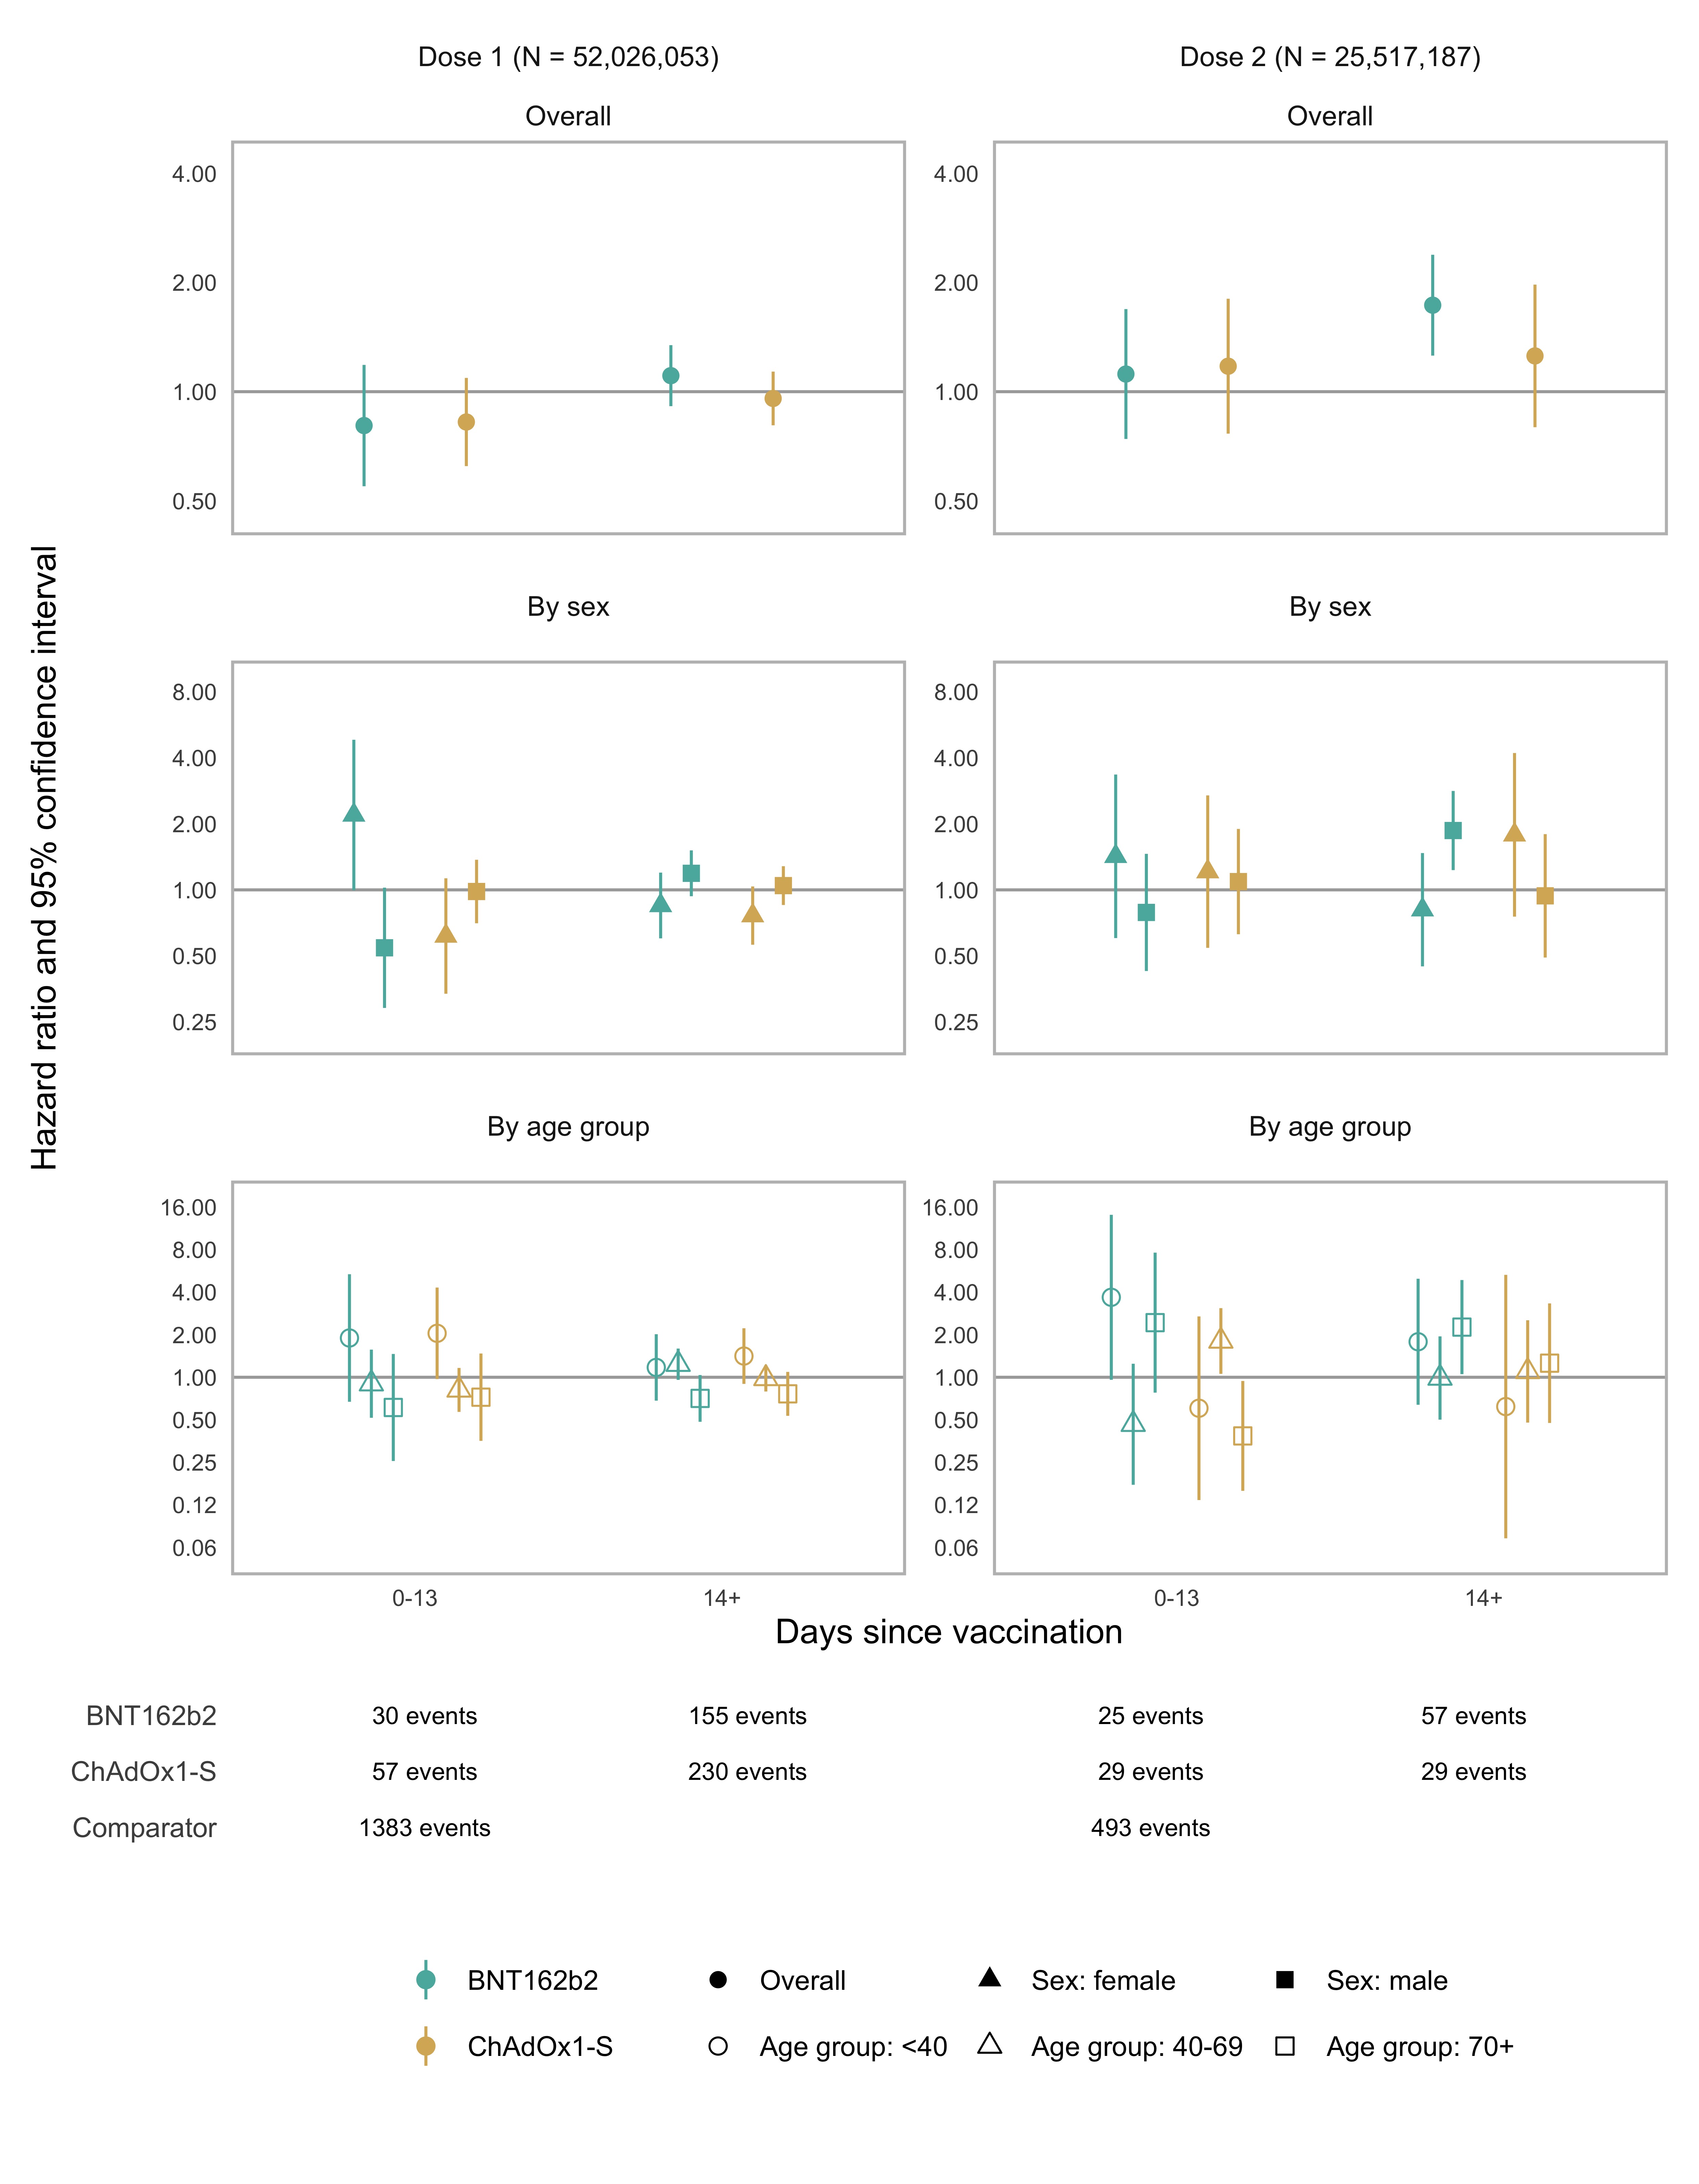 Dose 1 (N = 52,026,053)
Dose 2 (N = 25,517,187)
Overall
Overall
4.00
2.00
1.00
0.50
4.00
2.00
1.00
0.50
By sex
By sex
8.00
4.00
2.00
1.00
0.50
0.25
8.00
4.00
2.00
1.00
0.50
0.25
By age group
By age group
16.00
8.00
4.00
2.00
1.00
0.50
0.25
0.12
0.06
16.00
8.00
4.00
2.00
1.00
0.50
0.25
0.12
0.06
Hazard ratio and 95% confidence interval
0-13
14+
0-13
14+
Days since vaccination
BNT162b2 30 events 155 events 25 events 57 events
ChAdOx1-S 57 events 230 events 29 events 29 events
Comparator 1383 events 493 events
BNT162b2 Overall Sex: female Sex: male
ChAdOx1-S Age group: <40 Age group: 40-69 Age group: 70+